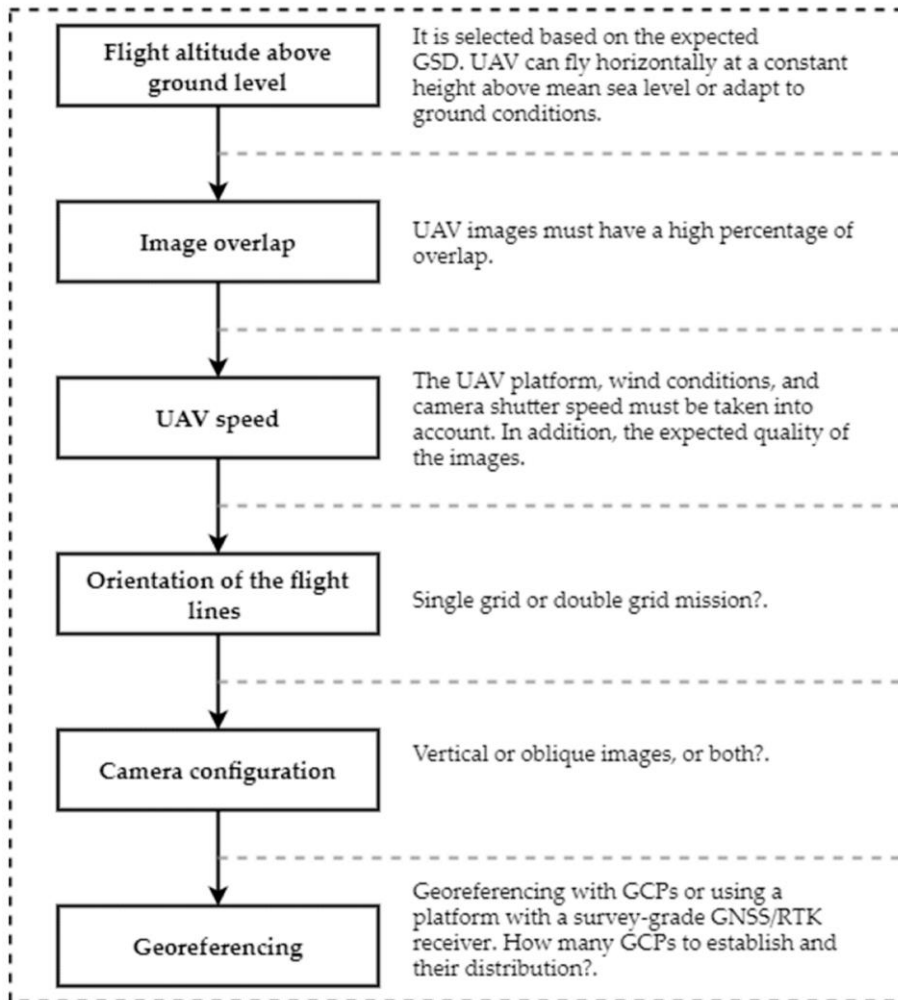 Flight altitude above
ground level
It is selected based on the expected
GSD. UAV can fly horizontally at a constant
height above mean sea level or adapt to
ground conditions.
Image overlap
UAV images must have a high percentage of
overlap.
UAV speed
The UAV platform, wind conditions, and
camera shutter speed must be taken into
account. In addition, the expected quality of
the images.
Orientation of the flight
lines
Single grid or double grid mission?.
Camera configuration
Vertical or oblique images, or both?.
Georeferencing
Georeferencing with GCPs or using a
platform with a survey-grade GNSS/RTK
receiver. How many GCPs to establish and
their distribution?.